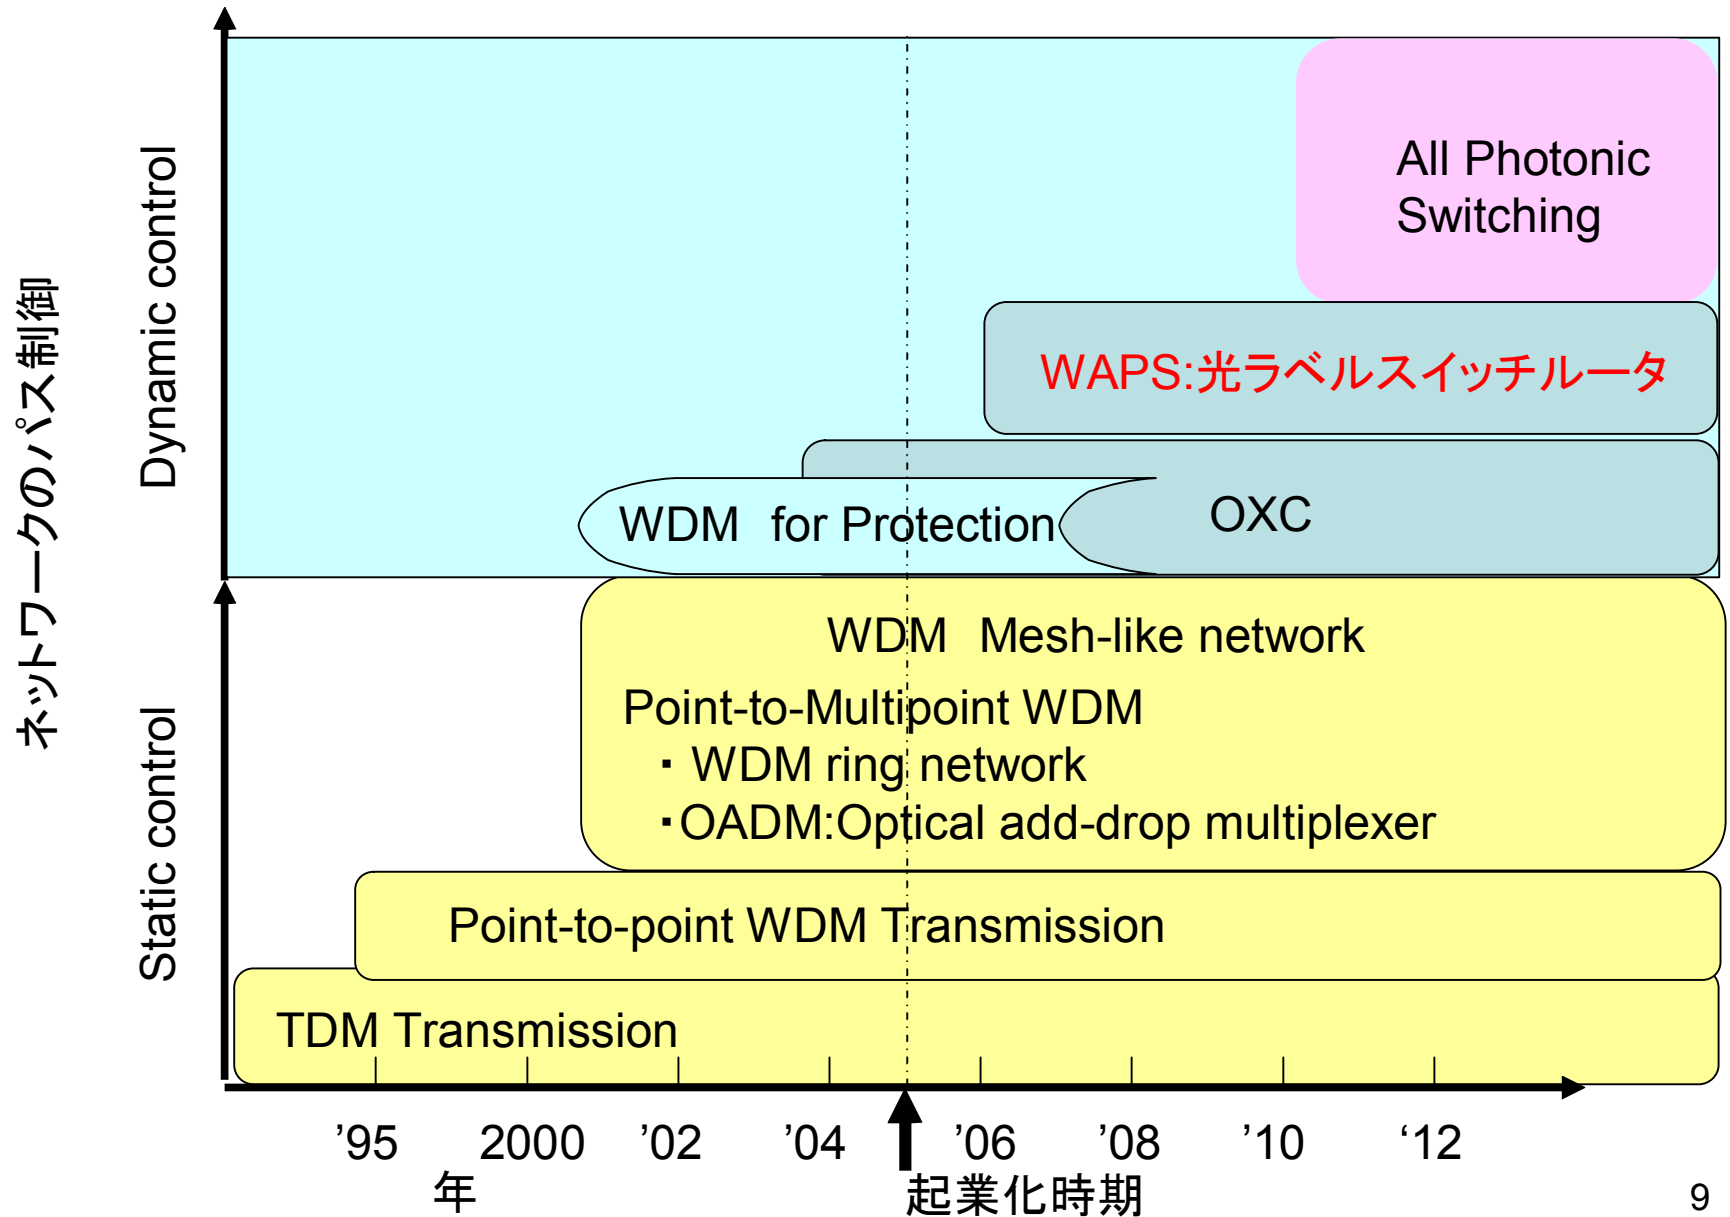 ネットワークのパス制御
Dynamic control
Static control
All Photonic
Switching
WAPS:光ラベルスイッチルータ
OXC
WDM　for Protection
WDM　Mesh-like network
Point-to-Multipoint WDM
・ WDM ring network
・OADM:Optical add-drop multiplexer
Point-to-point WDM Transmission
TDM Transmission
’95 2000 ’02 ’04 ’06 ’08 ’10 ‘12
年
起業化時期
9